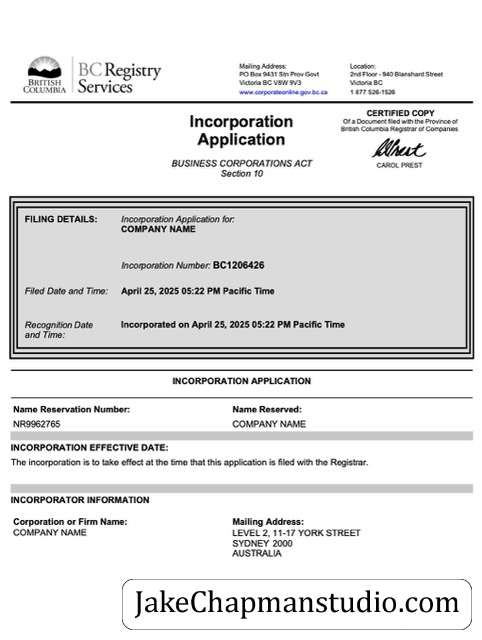 BRITISH
COLUMBIA
BC Registry
Services
Mailing Address:
PO Box 9431 Stn Prov Govt
Victoria BC V8W 9V3
www.corporateonline.gov.bc.ca
Location:
2nd Floor - 940 Blanshard Street
Victoria BC
1 877 526-1526
Incorporation
Application
BUSINESS CORPORATIONS ACT
Section 10
CERTIFIED COPY
Of a Document filed with the Province of
British Columbia Registrar of Companies
CAROL PREST
FILING DETAILS:
Incorporation Application for:
COMPANY NAME
Incorporation Number: BC1206426
Filed Date and Time: April 25, 2025 05:22 PM Pacific Time
Recognition Date
and Time:
Incorporated on April 25, 2025 05:22 PM Pacific Time
INCORPORATION APPLICATION
Name Reservation Number:
NR9962765
Name Reserved:
COMPANY NAME
INCORPORATION EFFECTIVE DATE:
The incorporation is to take effect at the time that this application is filed with the Registrar.
INCORPORATOR INFORMATION
Corporation or Firm Name:
COMPANY NAME
Mailing Address:
LEVEL 2, 11-17 YORK STREET
SYDNEY 2000
AUSTRALIA
JakeChapmanstudio.com